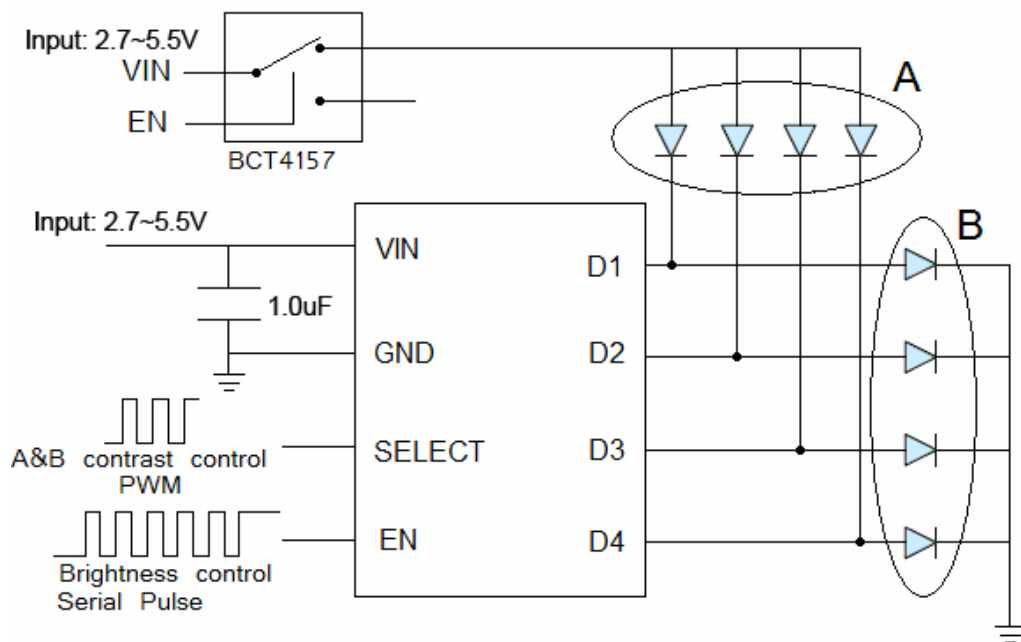 Input: 2.7~5.5V
VIN
EN
BCT4157
A
Input: 2.7~5.5V
1.0uF
VIN
GND
SELECT
EN
D1
D2
D3
D4
B
A&B contrast control
PWM
Brightness control
Serial Pulse